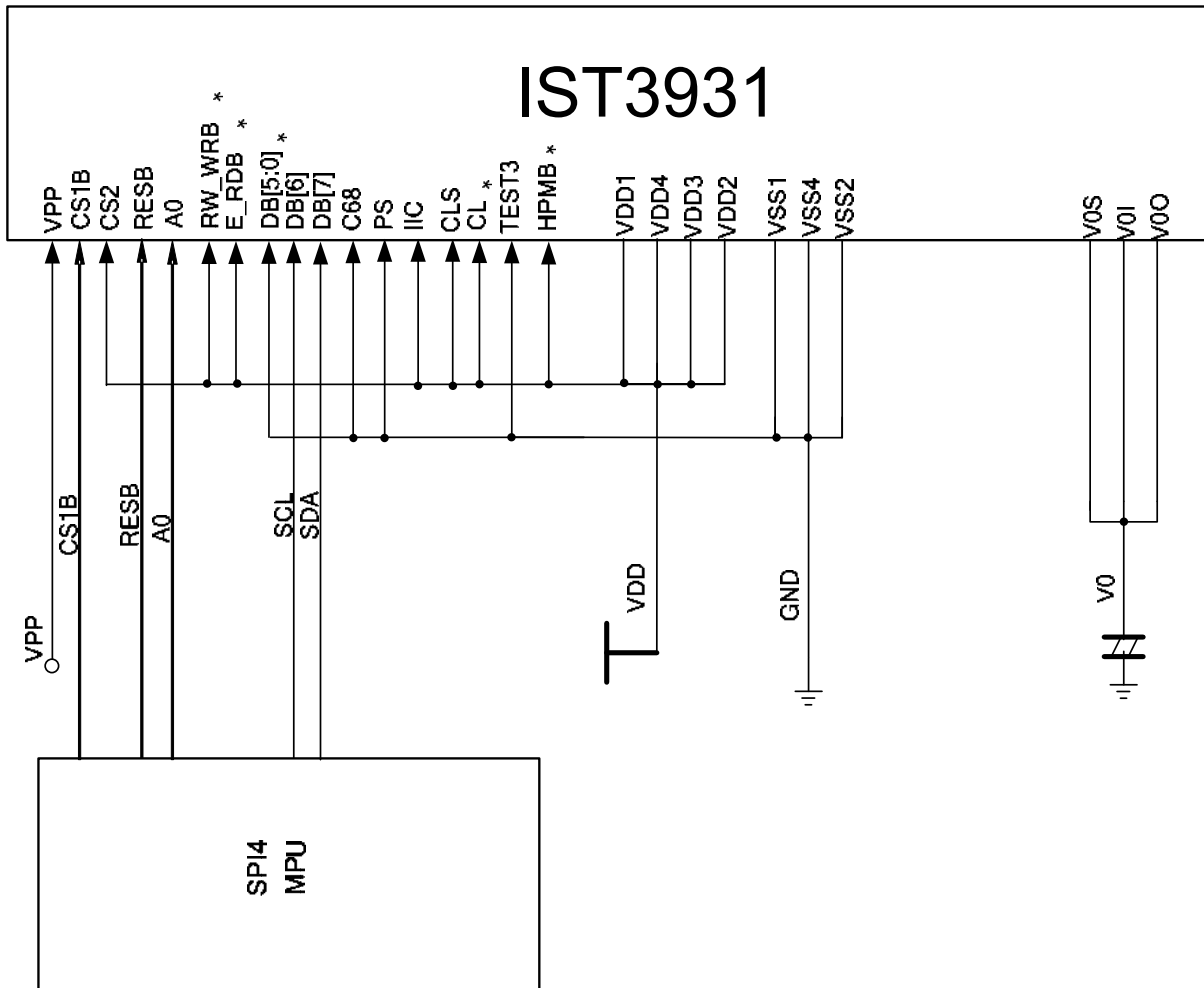 IST3931
VPP
CS1B
CS2
RESB
A0
RW_WRB *
E_RDB *
DB[5:0] *
DB[6]
DB[7]
C68
PS
IIC
CLS
CL *
TEST3
HPMB *
VDD1
VDD4
VDD3
VDD2
VSS1
VSS4
VSS2
V0S
V0I
V0O
VPP
CS1B
RESB
A0
SCL
SDA
VDD
GND
V0
SPI4
MPU